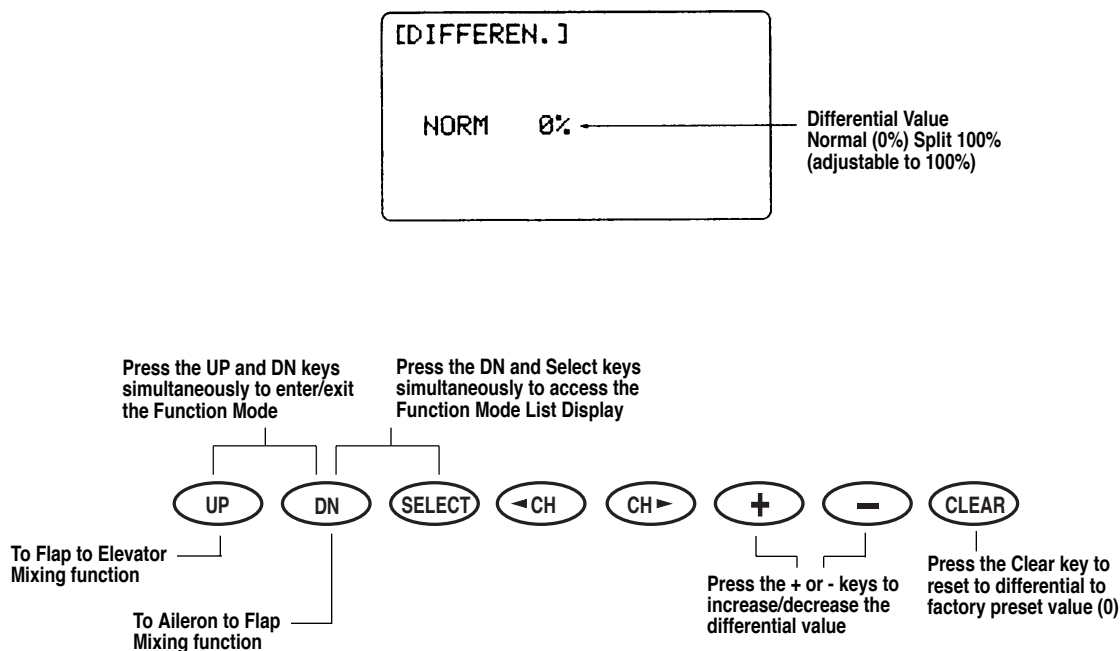 [DIFFEREN.]
NORM 0%
Differential Value
Normal (0%) Split 100%
(adjustable to 100%)
Press the UP and DN keys
simultaneously to enter/exit
the Function Mode
Press the DN and Select keys
simultaneously to access the
Function Mode List Display
UP
DN
SELECT
◄CH
CH►
+
–
CLEAR
To Flap to Elevator
Mixing function
To Aileron to Flap
Mixing function
Press the + or - keys to
increase/decrease the
differential value
Press the Clear key to
reset to differential to
factory preset value (0)